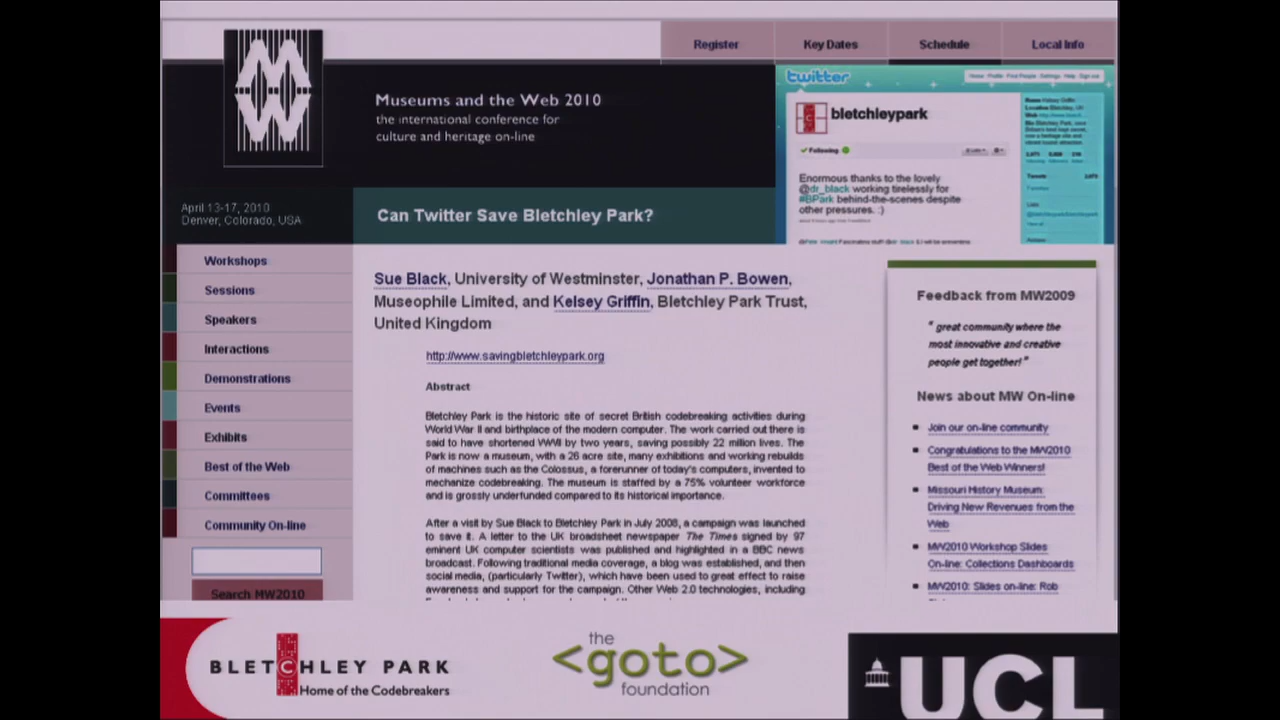 Register
Key Dates
Schedule
Local Info
Museums and the Web 2010
the international conference for
culture and heritage on-line
twitter
Home Profile Find People Settings Help Sign out
bletchleypark
Following
Enormous thanks to the lovely
@dr_black working tirelessly for
#BPark behind-the-scenes despite
other pressures. :)
April 13-17, 2010
Denver, Colorado, USA
Can Twitter Save Bletchley Park?
Workshops
Sessions
Speakers
Interactions
Demonstrations
Events
Exhibits
Best of the Web
Committees
Community On-line
Search MW2010
Sue Black, University of Westminster, Jonathan P. Bowen,
Museophile Limited, and Kelsey Griffin, Bletchley Park Trust,
United Kingdom
http://www.savingbletchleypark.org
Abstract
Bletchley Park is the historic site of secret British codebreaking activities during
World War II and birthplace of the modern computer. The work carried out there is
said to have shortened WWII by two years, saving possibly 22 million lives. The
Park is now a museum, with a 26 acre site, many exhibitions and working rebuilds
of machines such as the Colossus, a forerunner of today's computers, invented to
mechanize codebreaking. The museum is staffed by a 75% volunteer workforce
and is grossly underfunded compared to its historical importance.
After a visit by Sue Black to Bletchley Park in July 2008, a campaign was launched
to save it. A letter to the UK broadsheet newspaper The Times signed by 97
eminent UK computer scientists was published and highlighted in a BBC news
broadcast. Following traditional media coverage, a blog was established, and then
social media, (particularly Twitter), which have been used to great effect to raise
awareness and support for the campaign. Other Web 2.0 technologies, including
Feedback from MW2009
" great community where the
most innovative and creative
people get together!"
News about MW On-line
Join our on-line community
Congratulations to the MW2010
Best of the Web Winners!
Missouri History Museum:
Driving New Revenues from the
Web
MW2010 Workshop Slides
On-line: Collections Dashboards
MW2010: Slides on-line: Rob
BLETCHLEY PARK
Home of the Codebreakers
the
<goto>
foundation
UCL